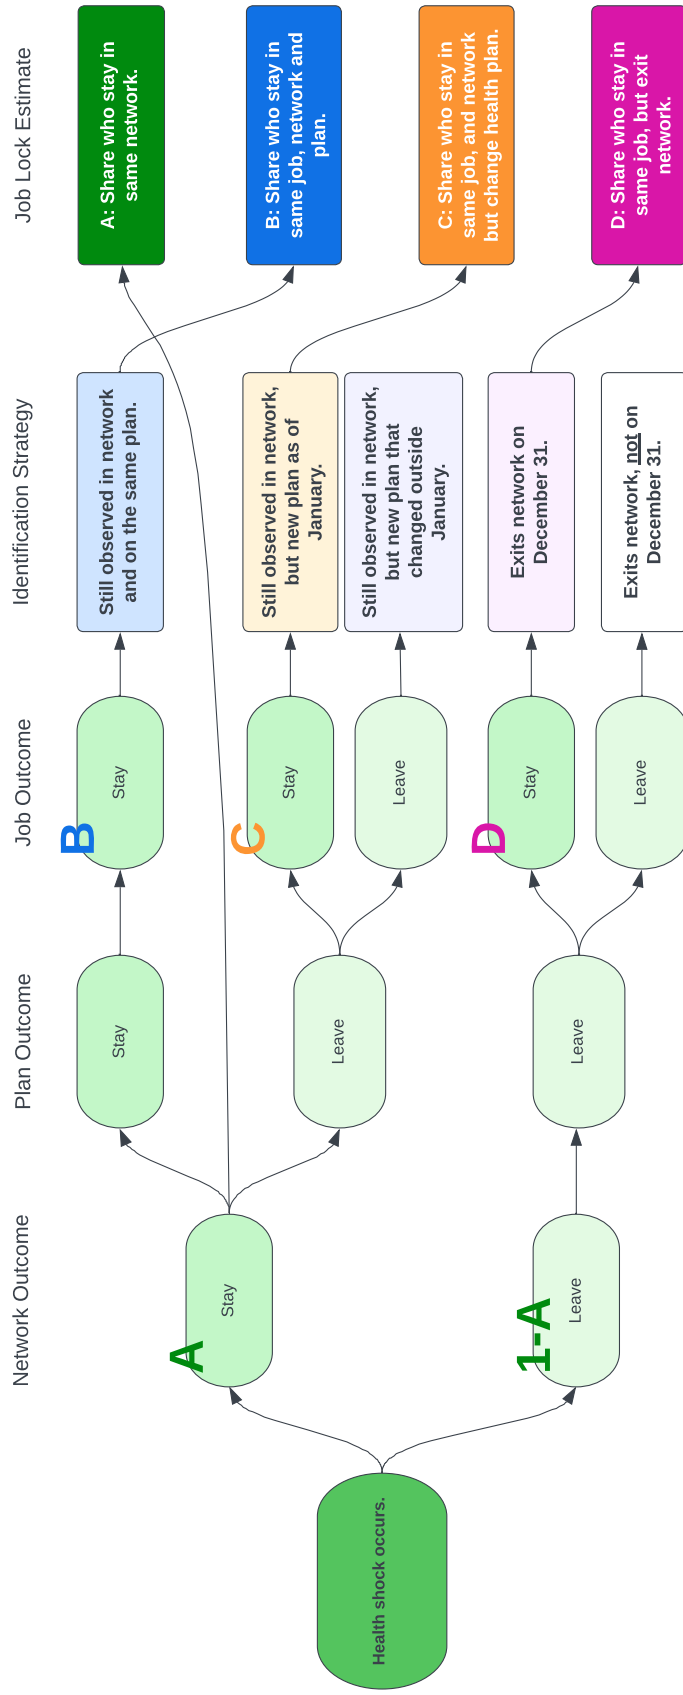 Network Outcome
Plan Outcome
Job Outcome
Identification Strategy
Job Lock Estimate
Health shock occurs.
A
Stay
1-A
Leave
Stay
Leave
Leave
B
Stay
C
Stay
Leave
D
Stay
Leave
Still observed in network
and on the same plan.
Still observed in network,
but new plan as of
January.
Still observed in network,
but new plan that
changed outside
January.
Exits network on
December 31.
Exits network, not on
December 31.
A: Share who stay in
same network.
B: Share who stay in
same job, network and
plan.
C: Share who stay in
same job, and network
but change health plan.
D: Share who stay in
same job, but exit
network.